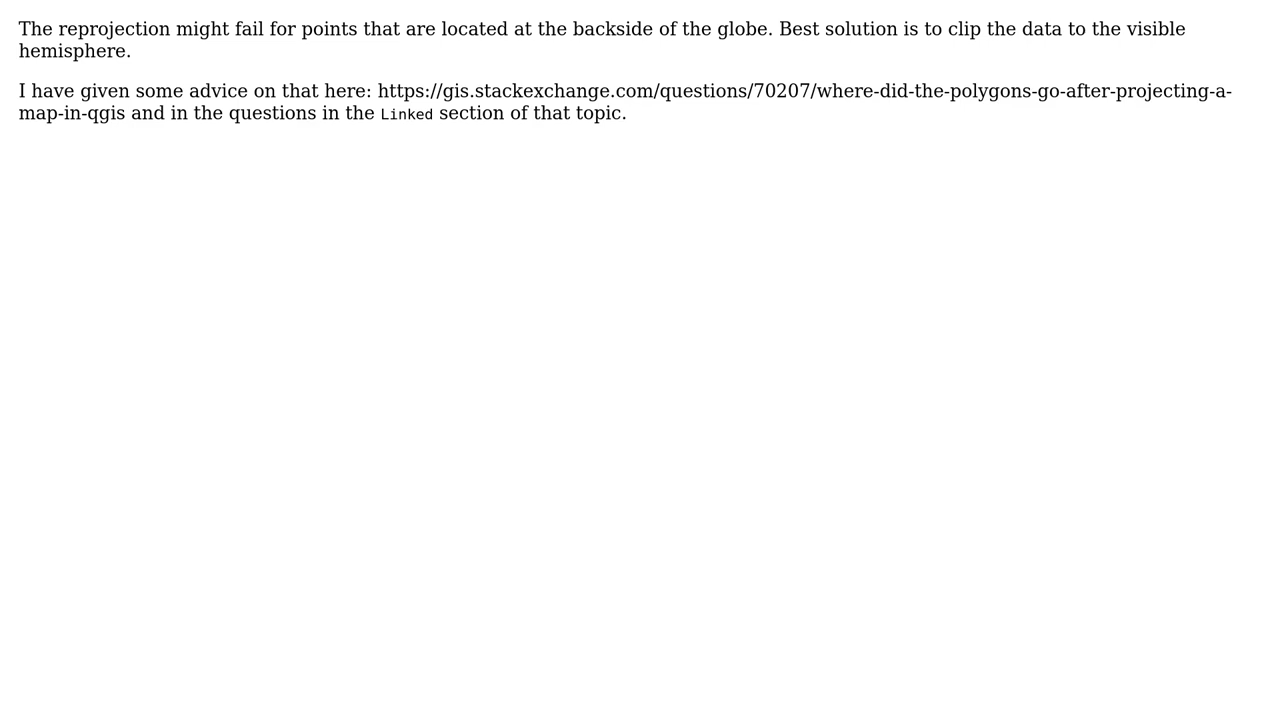 The reprojection might fail for points that are located at the backside of the globe. Best solution is to clip the data to the visible
hemisphere.
I have given some advice on that here: https://gis.stackexchange.com/questions/70207/where-did-the-polygons-go-after-projecting-a-
map-in-qgis and in the questions in the Linked section of that topic.